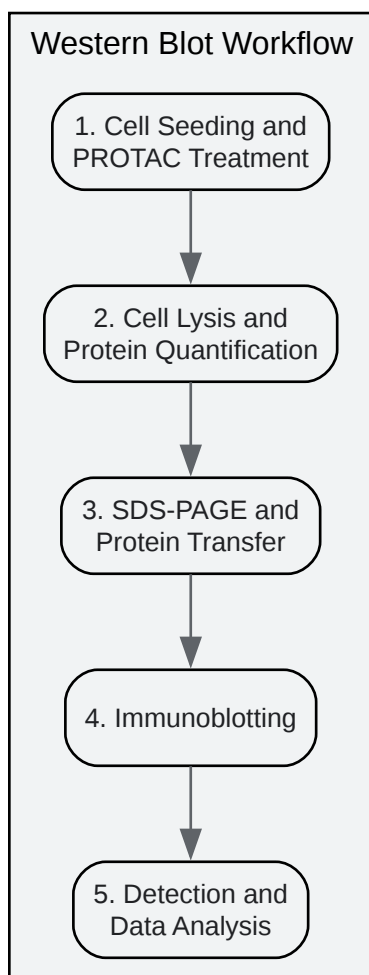 Western Blot Workflow
1. Cell Seeding and
PROTAC Treatment
2. Cell Lysis and
Protein Quantification
3. SDS-PAGE and
Protein Transfer
4. Immunoblotting
5. Detection and
Data Analysis